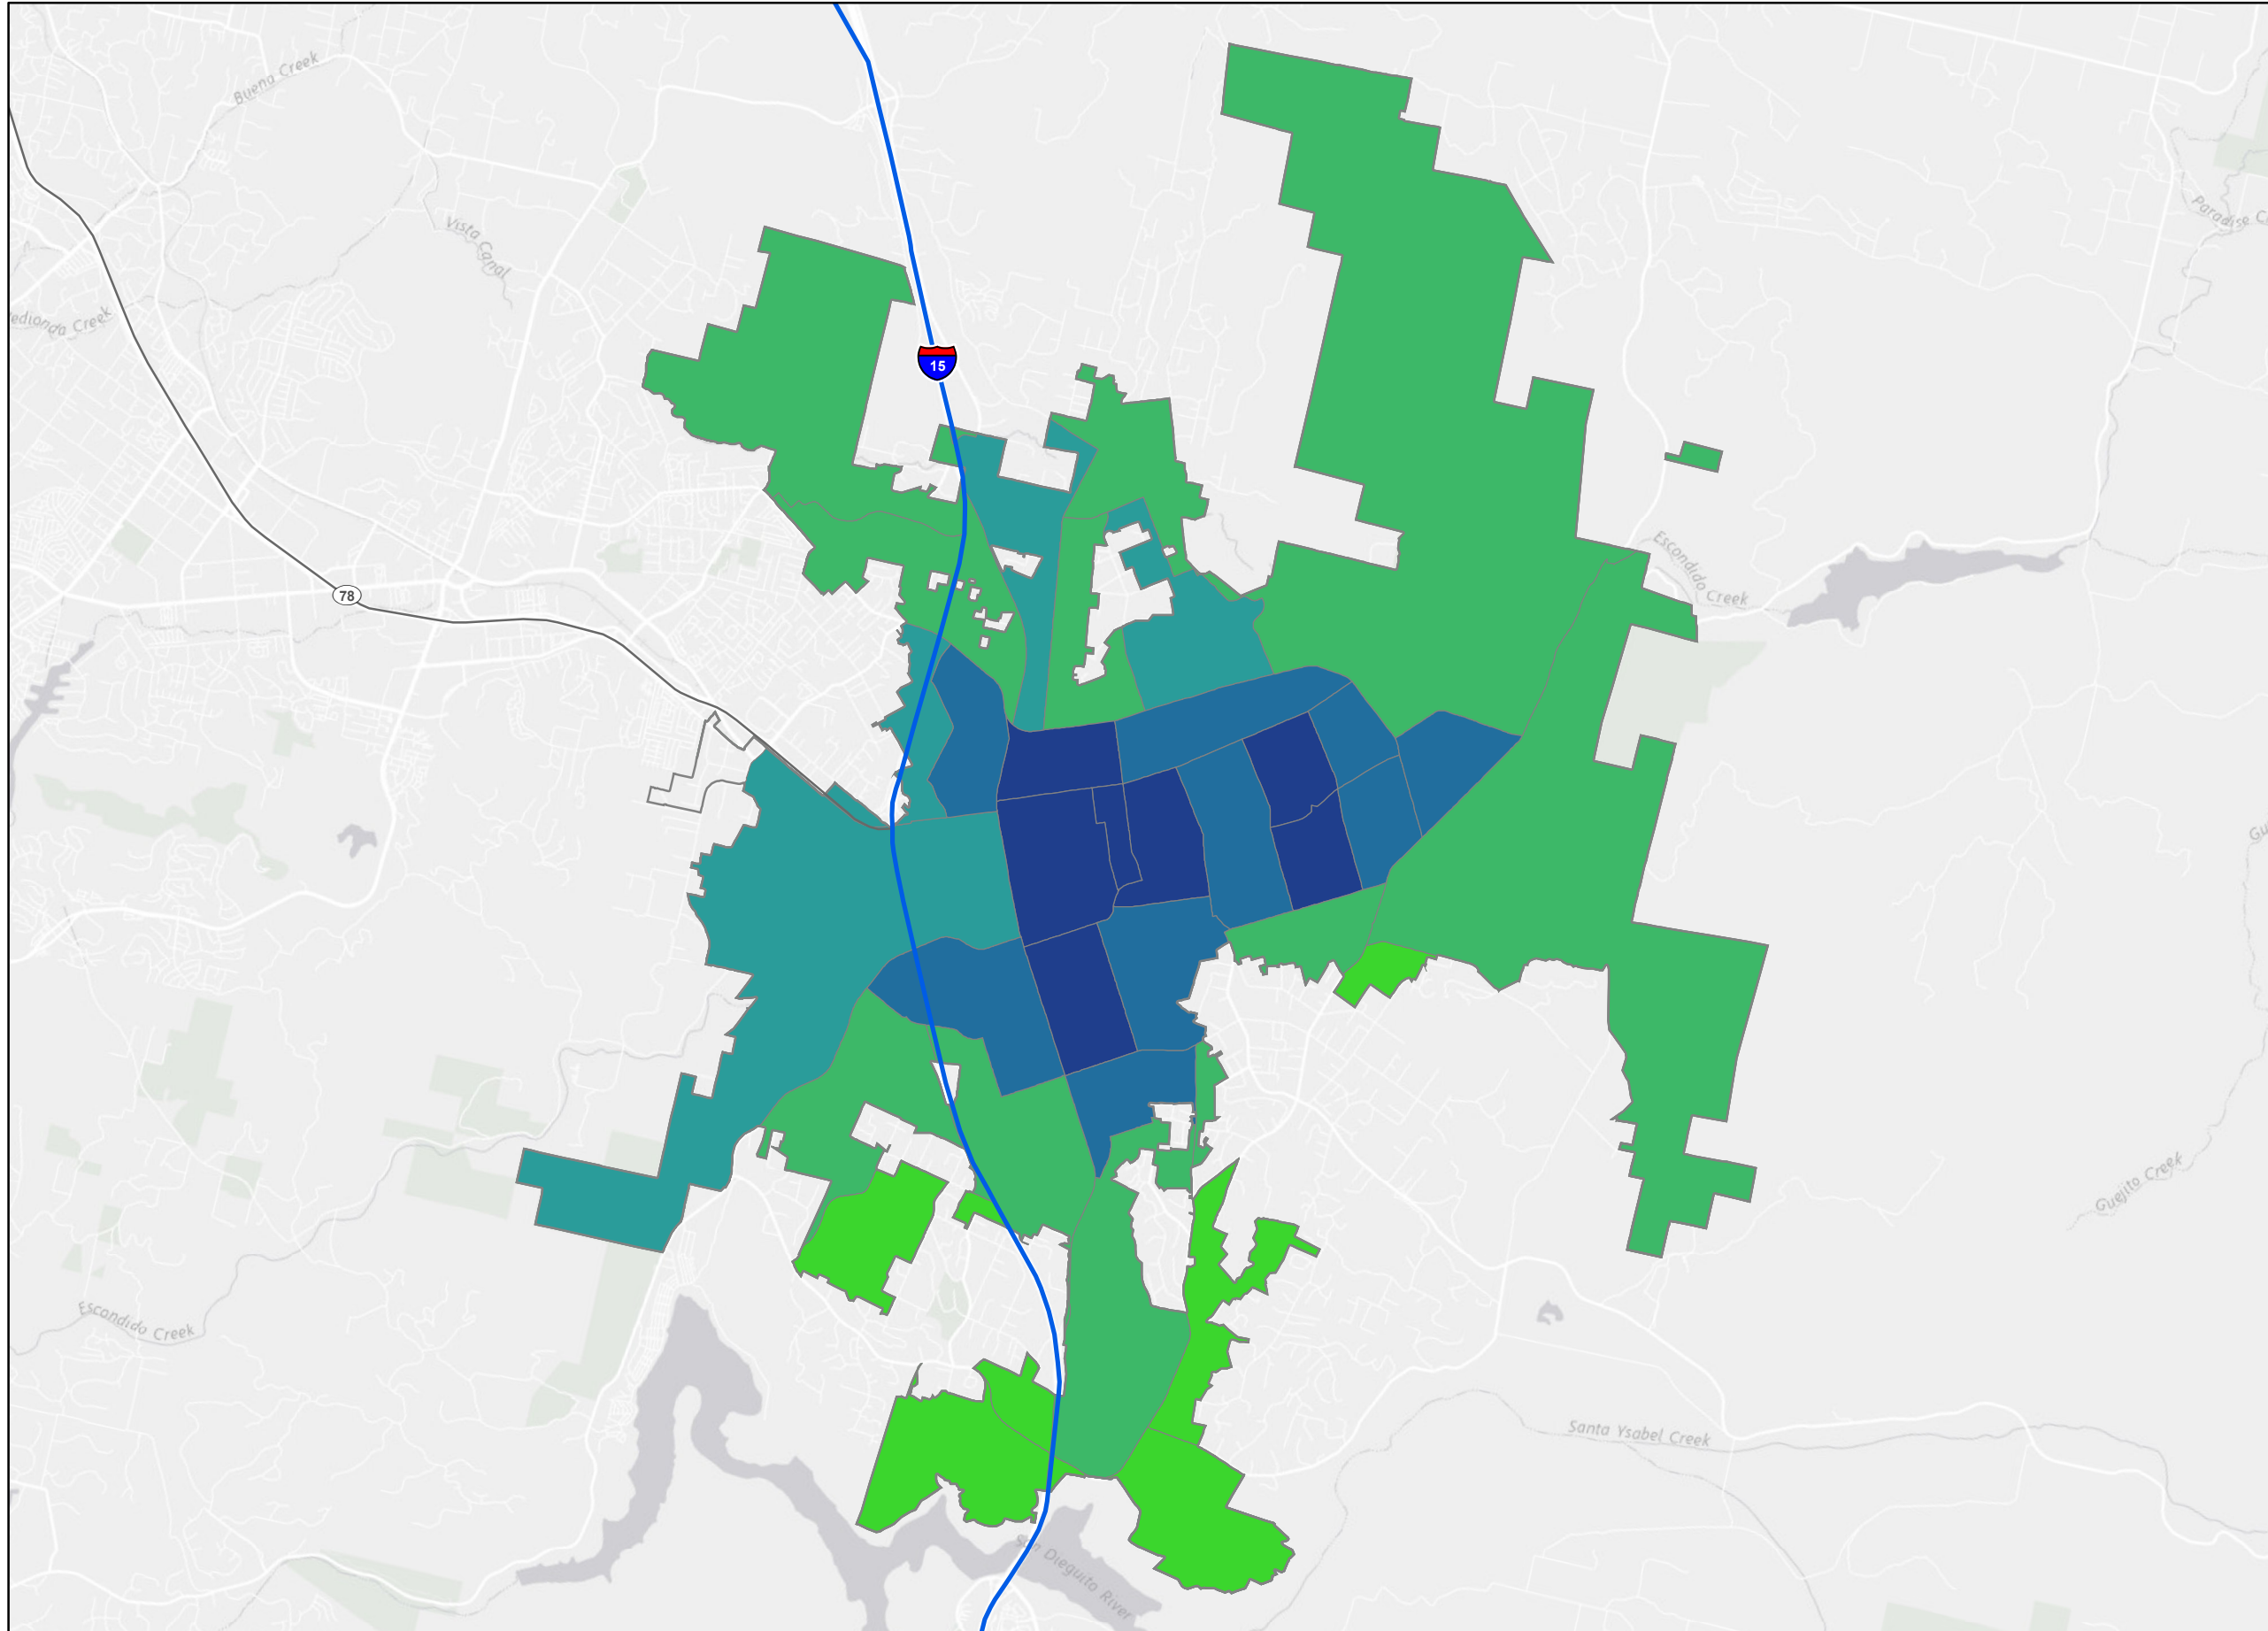 Buena Creek
Vista Canal
edionda Creek
Paradise C
15
Escondido Creek
78
Gu
Guejito Creek
Escondido Creek
Santa Ysabel Creek
San Dieguito River